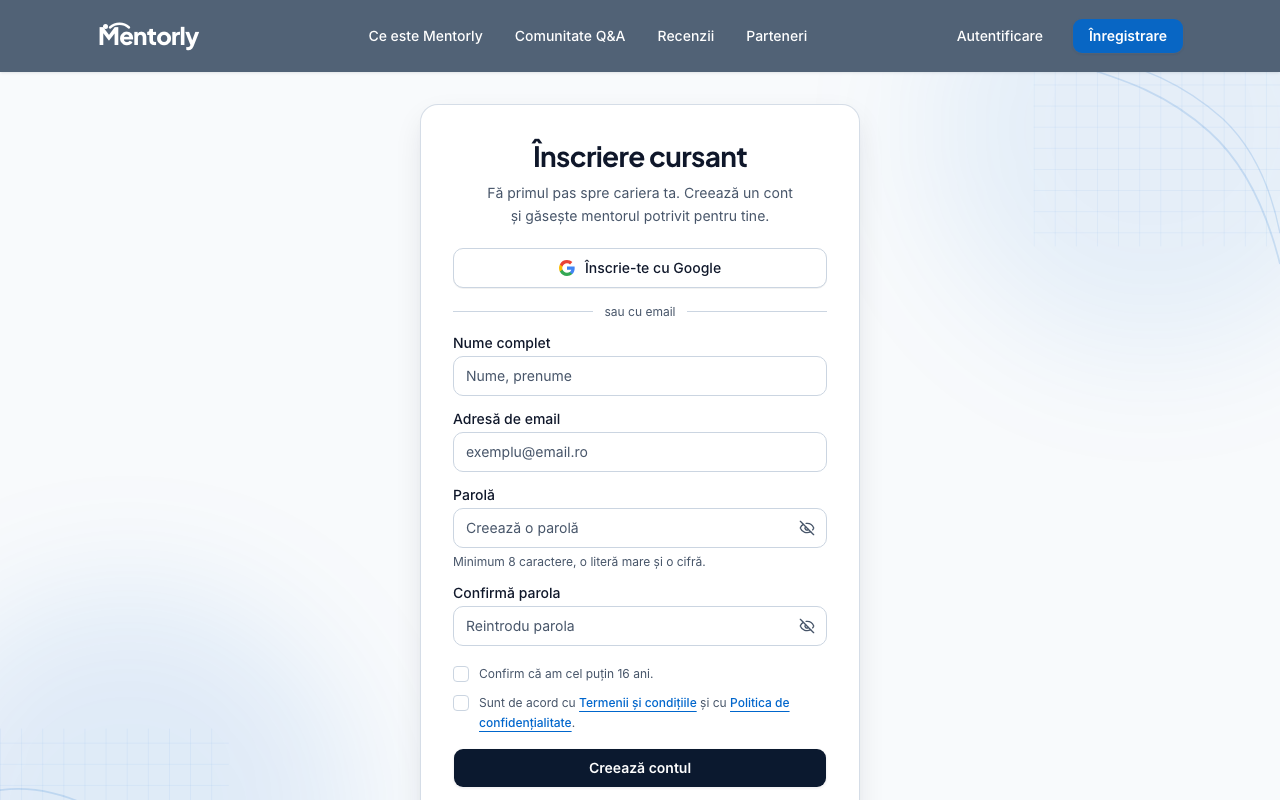 Mentorly
Ce este Mentorly
Comunitate Q&A
Recenzii
Parteneri
Autentificare
Înregistrare
Înscriere cursant
Fă primul pas spre cariera ta. Creează un cont
și găsește mentorul potrivit pentru tine.
Înscrie-te cu Google
sau cu email
Nume complet
Nume, prenume
Adresă de email
exemplu@email.ro
Parolă
Creează o parolă
Minimum 8 caractere, o literă mare și o cifră.
Confirmă parola
Reintrodu parola
Confirm că am cel puțin 16 ani.
Sunt de acord cu Termenii și condițiile și cu Politica de
confidențialitate.
Creează contul